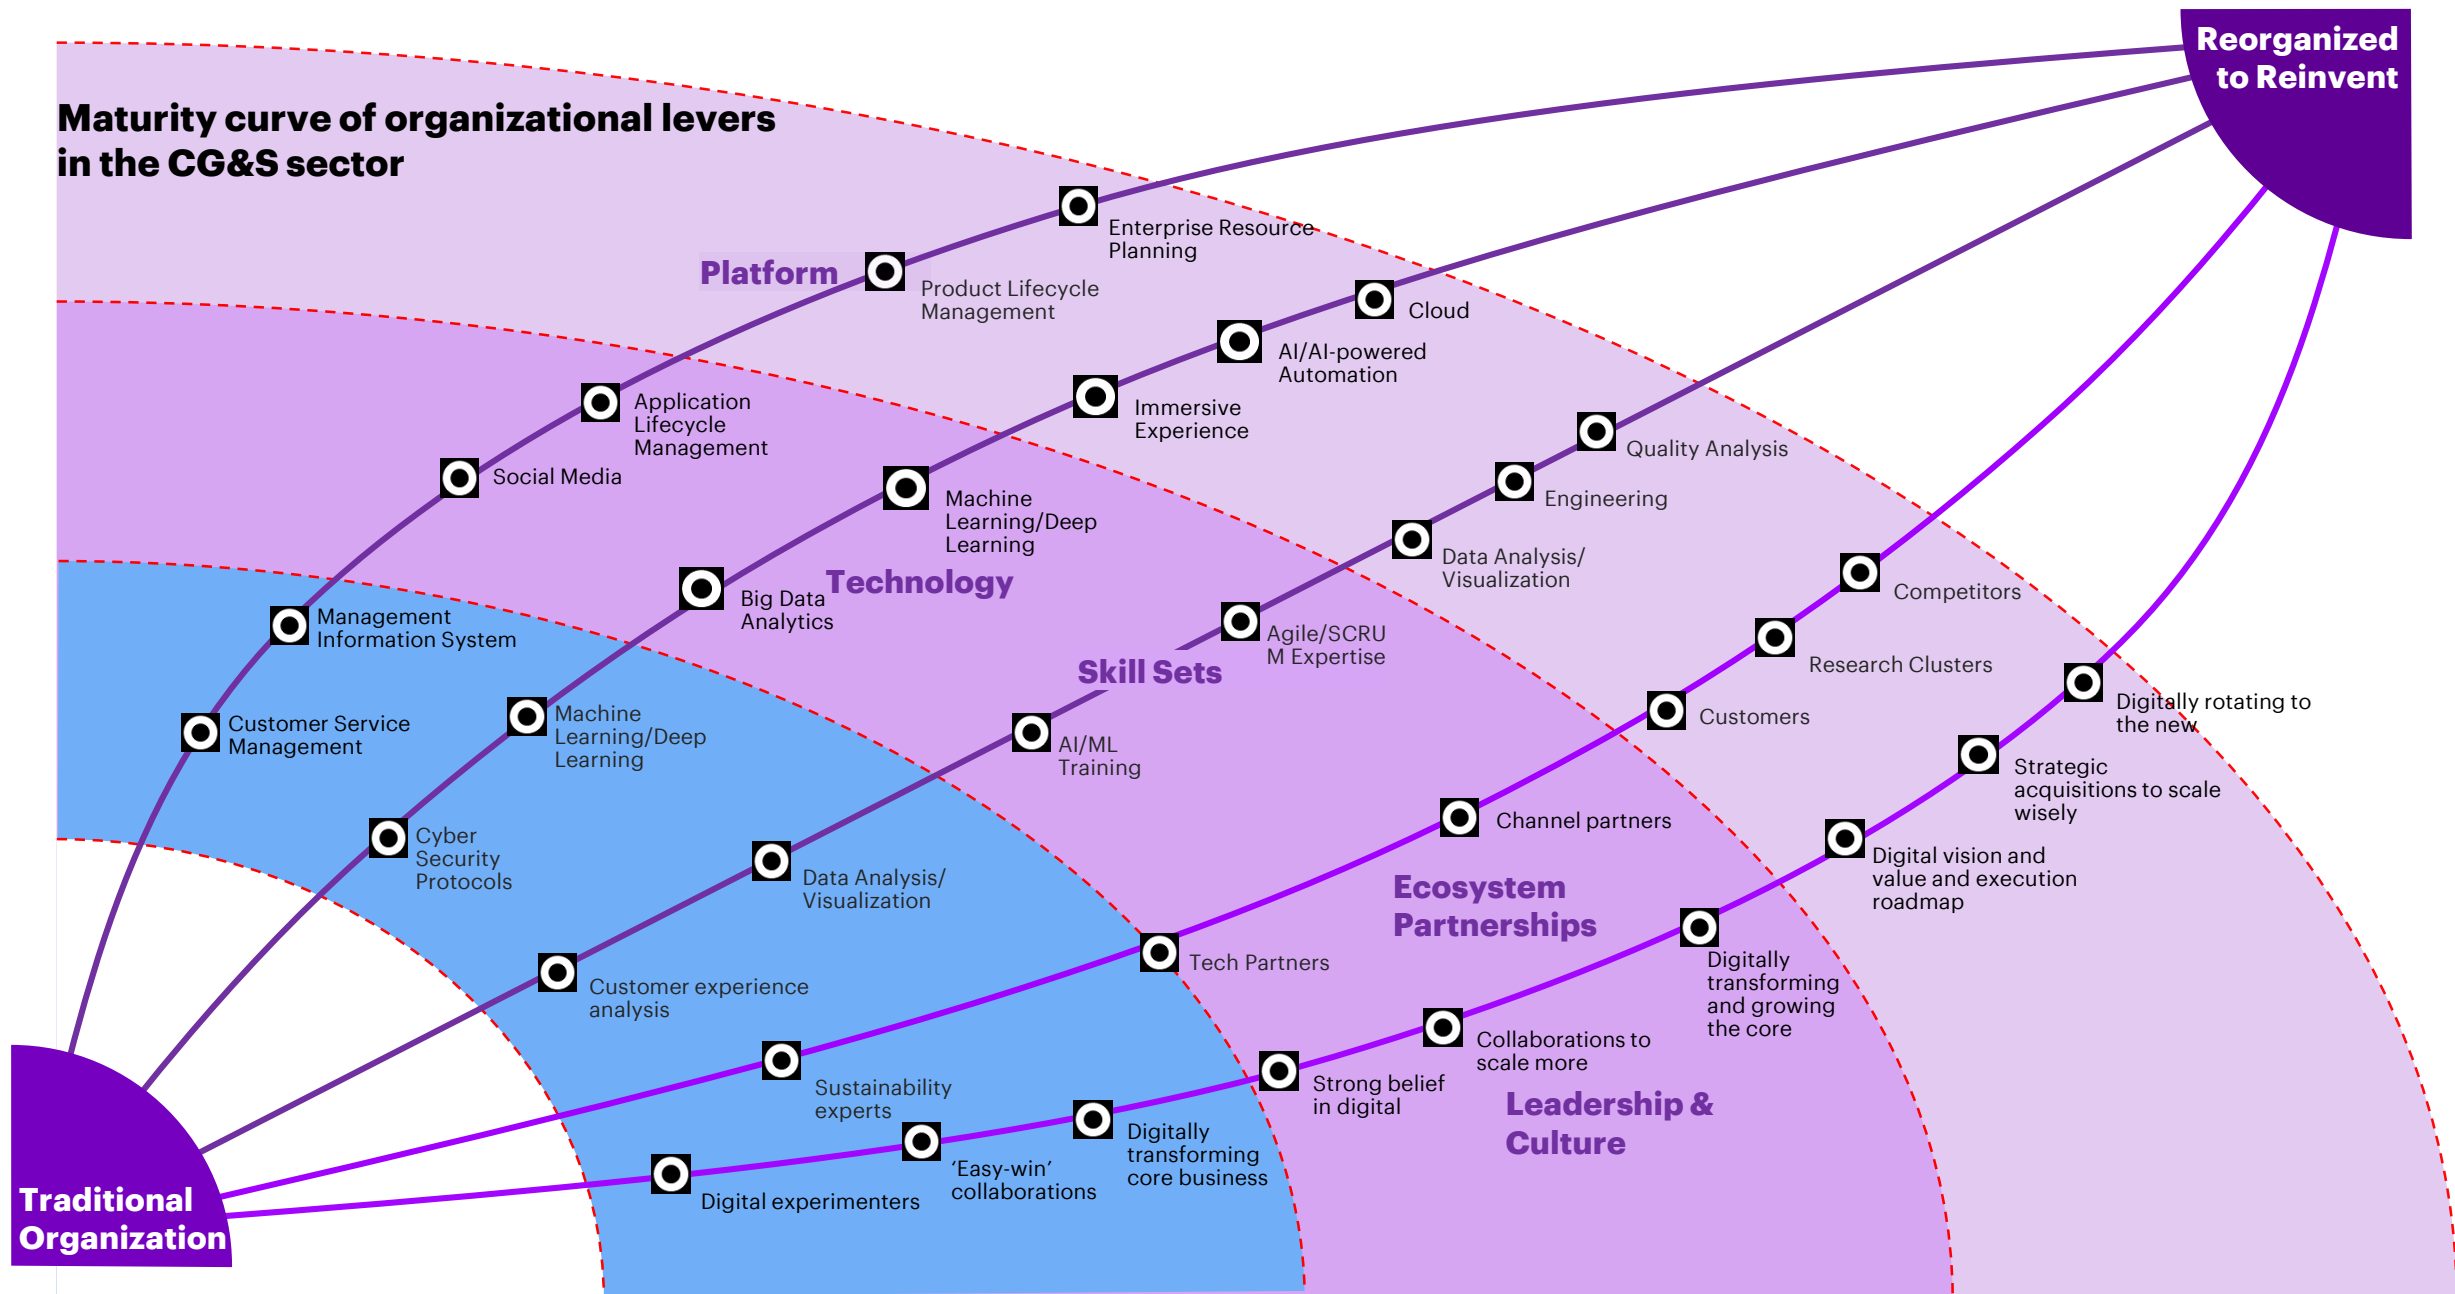 Reorganized
to Reinvent
Maturity curve of organizational levers
in the CG&S sector
Enterprise Resource
Planning
Platform
Product Lifecycle
Management
Cloud
AI/AI-powered
Automation
Application
Lifecycle
Management
Immersive
Experience
Quality Analysis
Social Media
Machine
Learning/Deep
Learning
Engineering
Data Analysis/
Visualization
Technology
Big Data
Analytics
Competitors
Management
Information System
Agile/SCRU
M Expertise
Skill Sets
Research Clusters
Customer Service
Management
Machine
Learning/Deep
Learning
AI/ML
Training
Customers
Digitally rotating to
the new
Strategic
acquisitions to scale
wisely
Cyber
Security
Protocols
Channel partners
Digital vision and
value and execution
roadmap
Data Analysis/
Visualization
Ecosystem
Partnerships
Customer experience
analysis
Tech Partners
Digitally
transforming
and growing
the core
Collaborations to
scale more
Sustainability
experts
Strong belief
in digital
Leadership &
Culture
Digitally
transforming
core business
‘Easy-win’
collaborations
Digital experimenters
Traditional
Organization